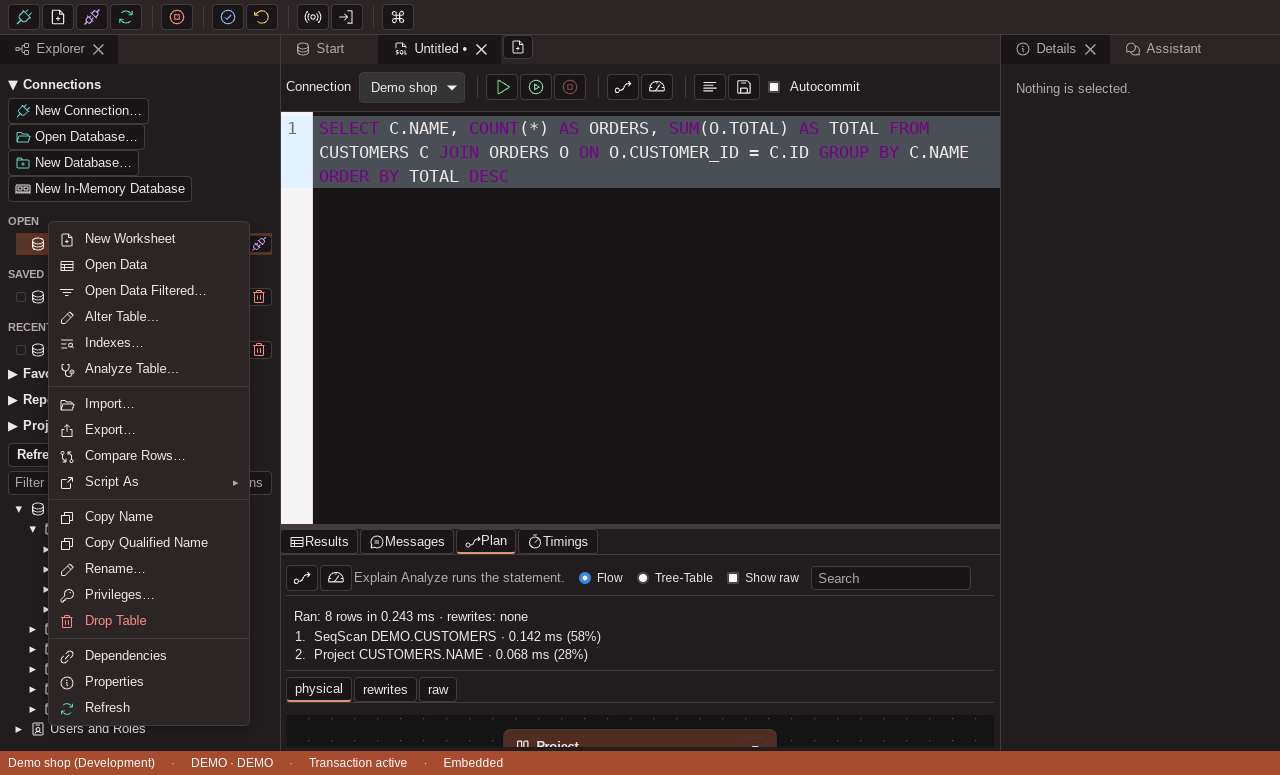 Explorer
Start
Untitled •
Details
Assistant
Connections
New Connection…
Open Database…
New Database…
New In-Memory Database
OPEN
SAVED
RECENT
Refre
Filter
ns
Users and Roles
New Worksheet
Open Data
Open Data Filtered…
Alter Table…
Indexes…
Analyze Table…
Import…
Export…
Compare Rows…
Script As
Copy Name
Copy Qualified Name
Rename…
Privileges…
Drop Table
Dependencies
Properties
Refresh
Connection
Demo shop
Autocommit
1 SELECT C.NAME, COUNT(*) AS ORDERS, SUM(O.TOTAL) AS TOTAL FROM
CUSTOMERS C JOIN ORDERS O ON O.CUSTOMER_ID = C.ID GROUP BY C.NAME
ORDER BY TOTAL DESC
Results
Messages
Plan
Timings
Explain Analyze runs the statement.
Flow
Tree-Table
Show raw
Search
Ran: 8 rows in 0.243 ms · rewrites: none
1. SeqScan DEMO.CUSTOMERS · 0.142 ms (58%)
2. Project CUSTOMERS.NAME · 0.068 ms (28%)
physical
rewrites
raw
Project
Nothing is selected.
Demo shop (Development) · DEMO · DEMO · Transaction active · Embedded